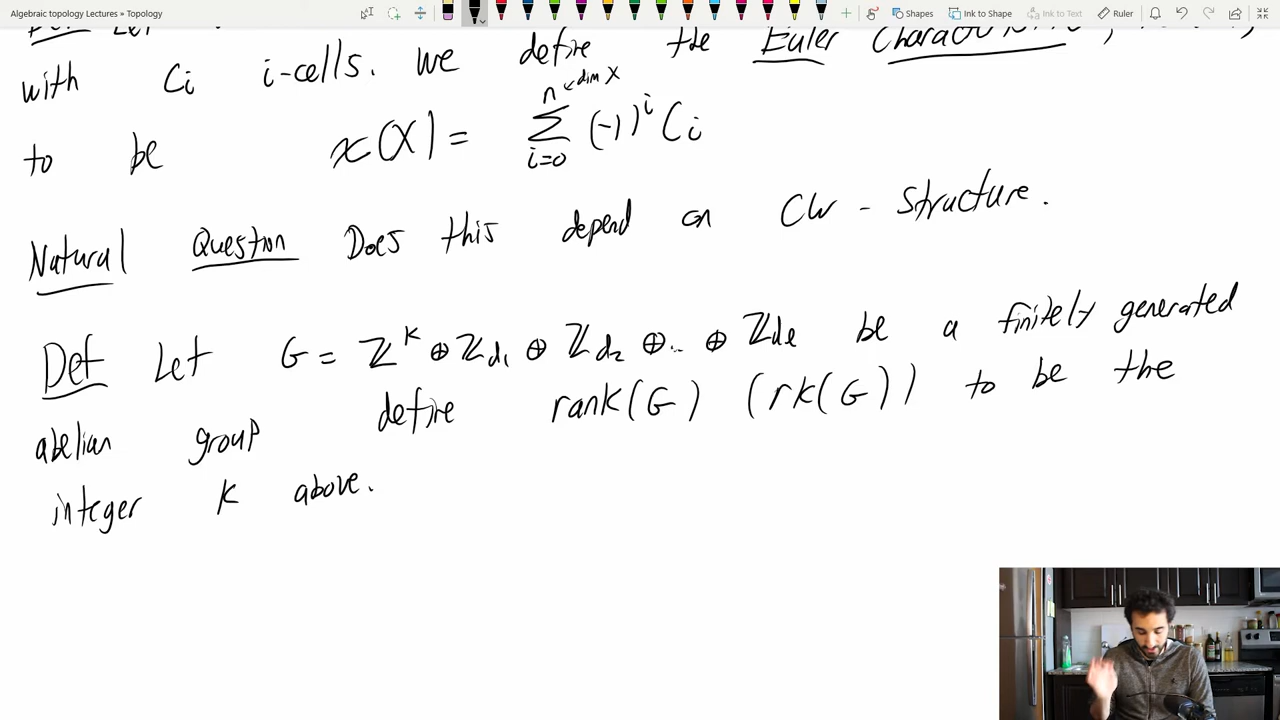 Algebraic topology Lectures » Topology
Shapes Ink to Shape Ink to Text Ruler
Let
with Ci i-cells. We define the Euler Characteristic,
to be χ(X) = n∑i=0 (-1)^i Ci ← dim X
Natural Question Does this depend on CW - Structure.
Def Let G = ℤ^k ⊕ ℤd1 ⊕ ℤd2 ⊕ ... ⊕ ℤdl be a finitely generated
abelian group define rank(G) (rk(G)) to be the
integer k above.